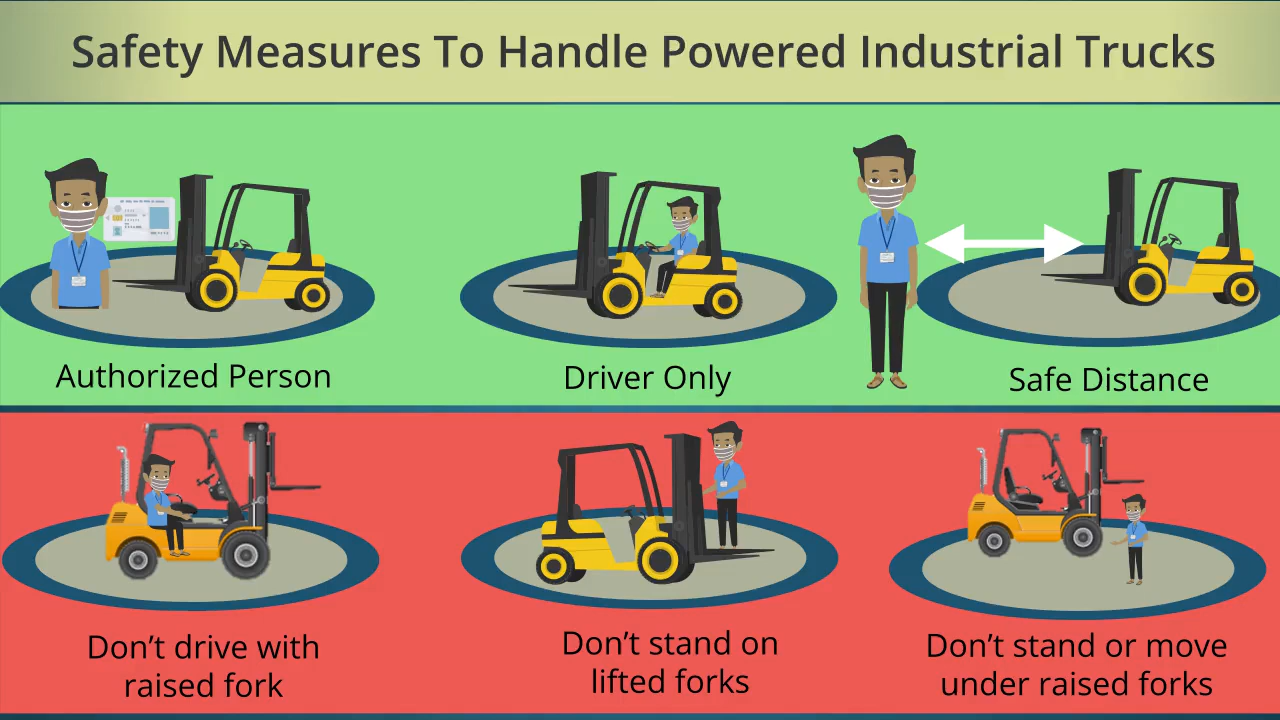 Safety Measures To Handle Powered Industrial Trucks
Authorized Person
Driver Only
Safe Distance
Don’t drive with
raised fork
Don’t stand on
lifted forks
Don’t stand or move
under raised forks